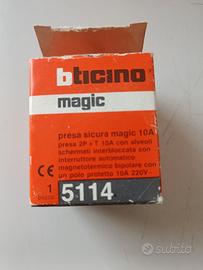 bticino
magic
presa sicura magic 10A
presa 2P + T 10A con alveoli
schermati interbloccata con
interruttore automatico
magnetotermico bipolare con
un polo protetto 10A 220V~
CE
1
5114
subito